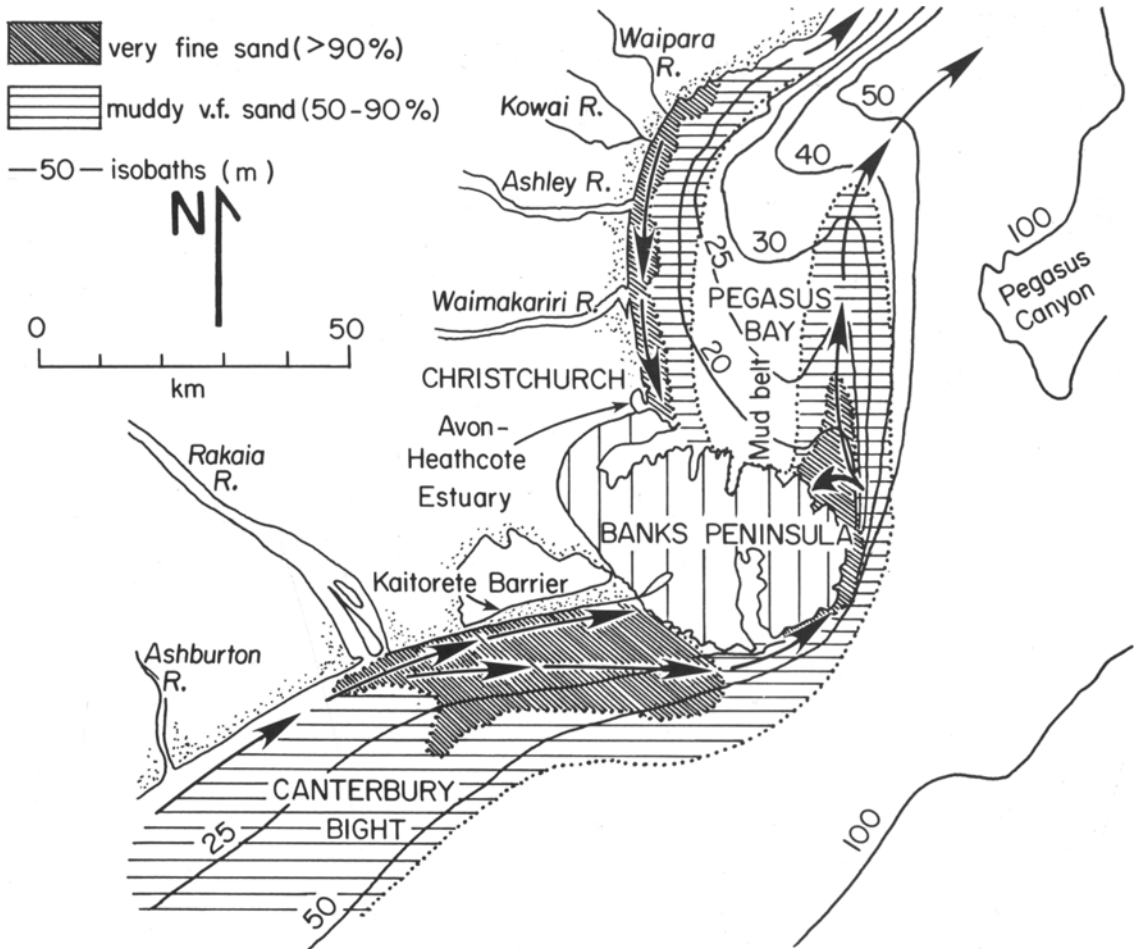 very fine sand (>90%)
muddy v.f. sand (50-90%)
—50— isobaths (m)
N
0 50
km
Waipara
R.
Kowai R.
Ashley R.
Waimakariri R.
CHRISTCHURCH
Avon-
Heathcote
Estuary
Rakaia
R.
Kaitorete Barrier
Ashburton
R.
50
40
30
25
20
PEGASUS
BAY
Mud belt
100
Pegasus
Canyon
BANKS PENINSULA
CANTERBURY
BIGHT
25
50
100